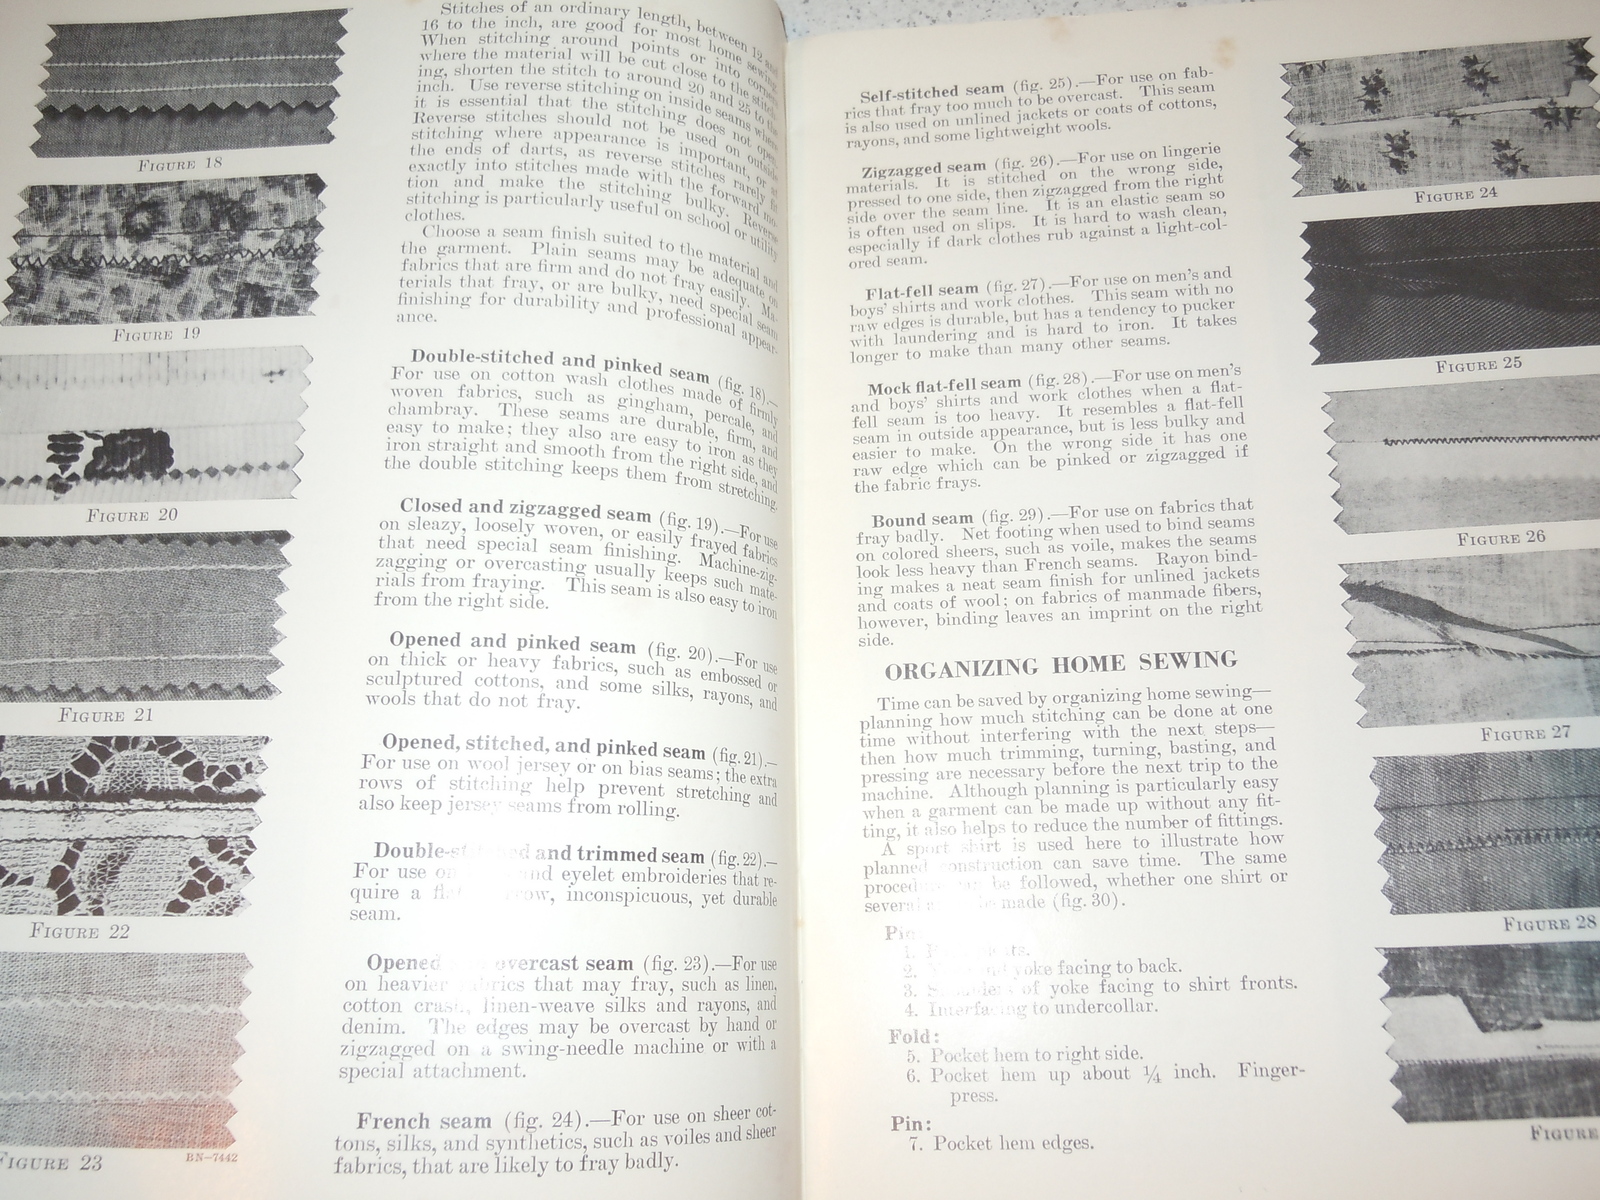 Stitches of an ordinary length, between 12 and
16 to the inch, are good for most home sewing.
When stitching around points or into corners
where the material will be cut close to the stitch-
ing, shorten the stitch to around 20 and 25 to the
inch. Use reverse stitching on inside seams where
it is essential that the stitching does not open.
Reverse stitches should not be used on outside
stitching where appearance is important, or at
the ends of darts, as reverse stitches rarely fit
exactly into stitches made with the forward mo-
tion and make the stitching bulky. Reverse
stitching is particularly useful on school or utility
clothes.
Choose a seam finish suited to the material and
the garment. Plain seams may be adequate on
fabrics that are firm and do not fray easily. Ma-
terials that fray, or are bulky, need special seam
finishing for durability and professional appear-
ance.
Double-stitched and pinked seam (fig. 18).—
For use on cotton wash clothes made of firmly
woven fabrics, such as gingham, percale, and
chambray. These seams are durable, firm, and
easy to make; they also are easy to iron as they
iron straight and smooth from the right side, and
the double stitching keeps them from stretching.
Closed and zigzagged seam (fig. 19).—For use
on sleazy, loosely woven, or easily frayed fabrics
that need special seam finishing. Machine-zig-
zagging or overcasting usually keeps such mate-
rials from fraying. This seam is also easy to iron
from the right side.
Opened and pinked seam (fig. 20).—For use
on thick or heavy fabrics, such as embossed or
sculptured cottons, and some silks, rayons, and
wools that do not fray.
Opened, stitched, and pinked seam (fig. 21).—
For use on wool jersey or on bias seams; the extra
rows of stitching help prevent stretching and
also keep jersey seams from rolling.
Double-stitched and trimmed seam (fig. 22).—
For use on and eyelet embroideries that re-
quire a flat, narrow, inconspicuous, yet durable
seam.
Opened overcast seam (fig. 23).—For use
on heavier fabrics that may fray, such as linen,
cotton crash, linen-weave silks and rayons, and
denim. The edges may be overcast by hand or
zigzagged on a swing-needle machine or with a
special attachment.
French seam (fig. 24).—For use on sheer cot-
tons, silks, and synthetics, such as voiles and sheer
fabrics, that are likely to fray badly.
FIGURE 18
FIGURE 19
FIGURE 20
FIGURE 21
FIGURE 22
FIGURE 23
BN–7442
Self-stitched seam (fig. 25).—For use on fab-
rics that fray too much to be overcast. This seam
is also used on unlined jackets or coats of cottons,
rayons, and some lightweight wools.
Zigzagged seam (fig. 26).—For use on lingerie
materials. It is stitched on the wrong side,
pressed to one side, then zigzagged from the right
side over the seam line. It is an elastic seam so
is often used on slips. It is hard to wash clean,
especially if dark clothes rub against a light-col-
ored seam.
Flat-fell seam (fig. 27).—For use on men's and
boys' shirts and work clothes. This seam with no
raw edges is durable, but has a tendency to pucker
with laundering and is hard to iron. It takes
longer to make than many other seams.
Mock flat-fell seam (fig. 28).—For use on men's
and boys' shirts and work clothes when a flat-
fell seam is too heavy. It resembles a flat-fell
seam in outside appearance, but is less bulky and
easier to make. On the wrong side it has one
raw edge which can be pinked or zigzagged if
the fabric frays.
Bound seam (fig. 29).—For use on fabrics that
fray badly. Net footing when used to bind seams
on colored sheers, such as voile, makes the seams
look less heavy than French seams. Rayon bind-
ing makes a neat seam finish for unlined jackets
and coats of wool; on fabrics of manmade fibers,
however, binding leaves an imprint on the right
side.
ORGANIZING HOME SEWING
Time can be saved by organizing home sewing—
planning how much stitching can be done at one
time without interfering with the next steps—
then how much trimming, turning, basting, and
pressing are necessary before the next trip to the
machine. Although planning is particularly easy
when a garment can be made up without any fit-
ting, it also helps to reduce the number of fittings.
A sport shirt is used here to illustrate how
planned construction can save time. The same
procedure can be followed, whether one shirt or
several are to be made (fig. 30).
Pin:
1.
2. yoke facing to back.
3. of yoke facing to shirt fronts.
4. Interfacing to undercollar.
Fold:
5. Pocket hem to right side.
6. Pocket hem up about ¼ inch. Finger-
press.
Pin:
7. Pocket hem edges.
FIGURE 24
FIGURE 25
FIGURE 26
FIGURE 27
FIGURE 28
FIGURE